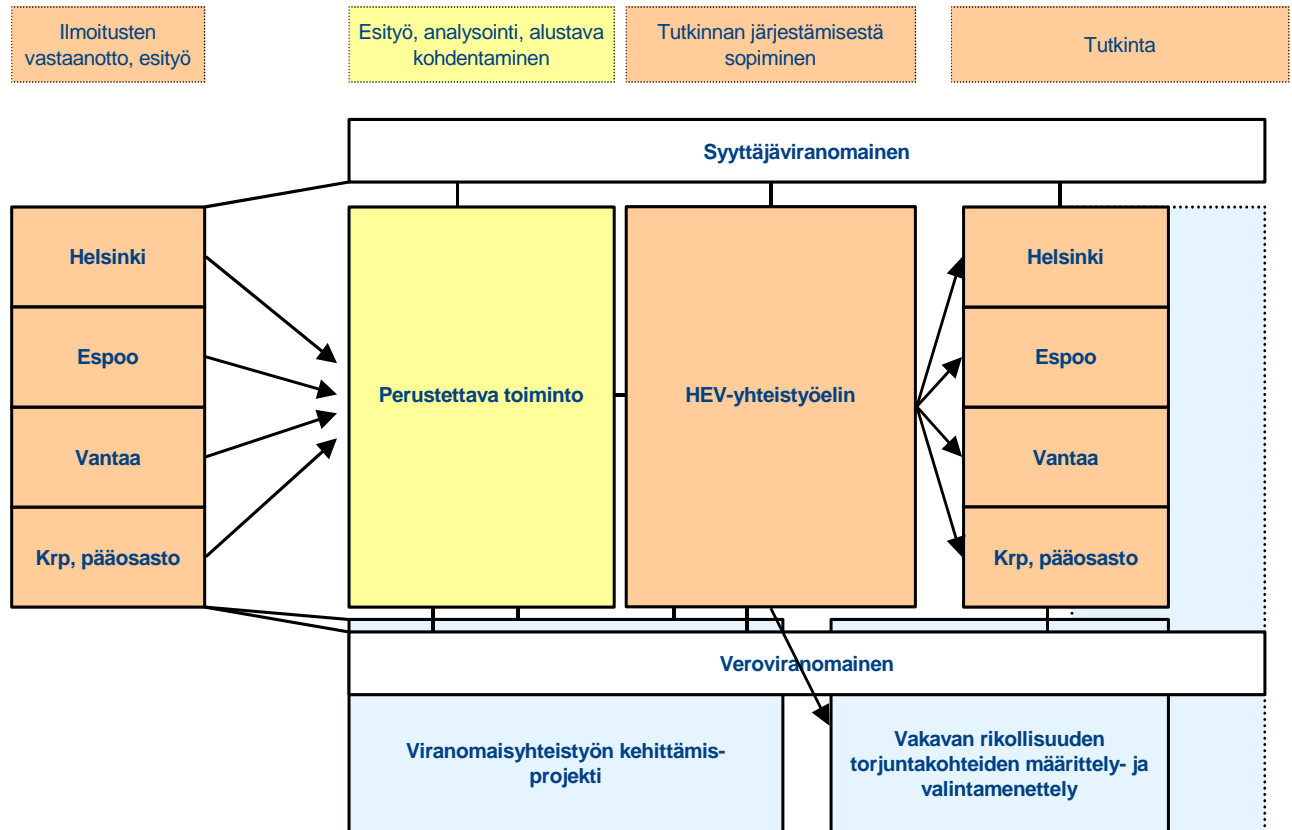 Ilmoitusten
vastaanotto, esityö
Esityö, analysointi, alustava
kohdentaminen
Tutkinnan järjestämisestä
sopiminen
Tutkinta
Syyttäjäviranomainen
Helsinki
Espoo
Vantaa
Krp, pääosasto
Perustettava toiminto
HEV-yhteistyöelin
Helsinki
Espoo
Vantaa
Krp, pääosasto
Veroviranomainen
Viranomaisyhteistyön kehittämis-
projekti
Vakavan rikollisuuden
torjuntakohteiden määrittely- ja
valintamenettely